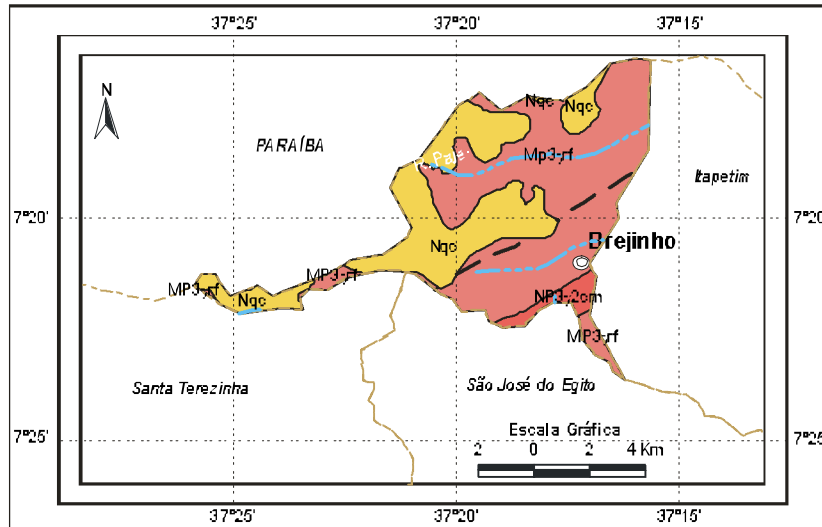 37°25' 37°20' 37°15'
N
PARAÍBA
Nqc
Nqc
R. Paje.
Mp3-rf
Itapetim
7°20' 7°20'
Nqc
Brejinho
MP3-rf
MP3-rf
Nqc
NP3-2cm
MP3-rf
Santa Terezinha
São José do Egito
Escala Gráfica
7°25' 7°25'
2 0 2 4 Km
37°25' 37°20' 37°15'